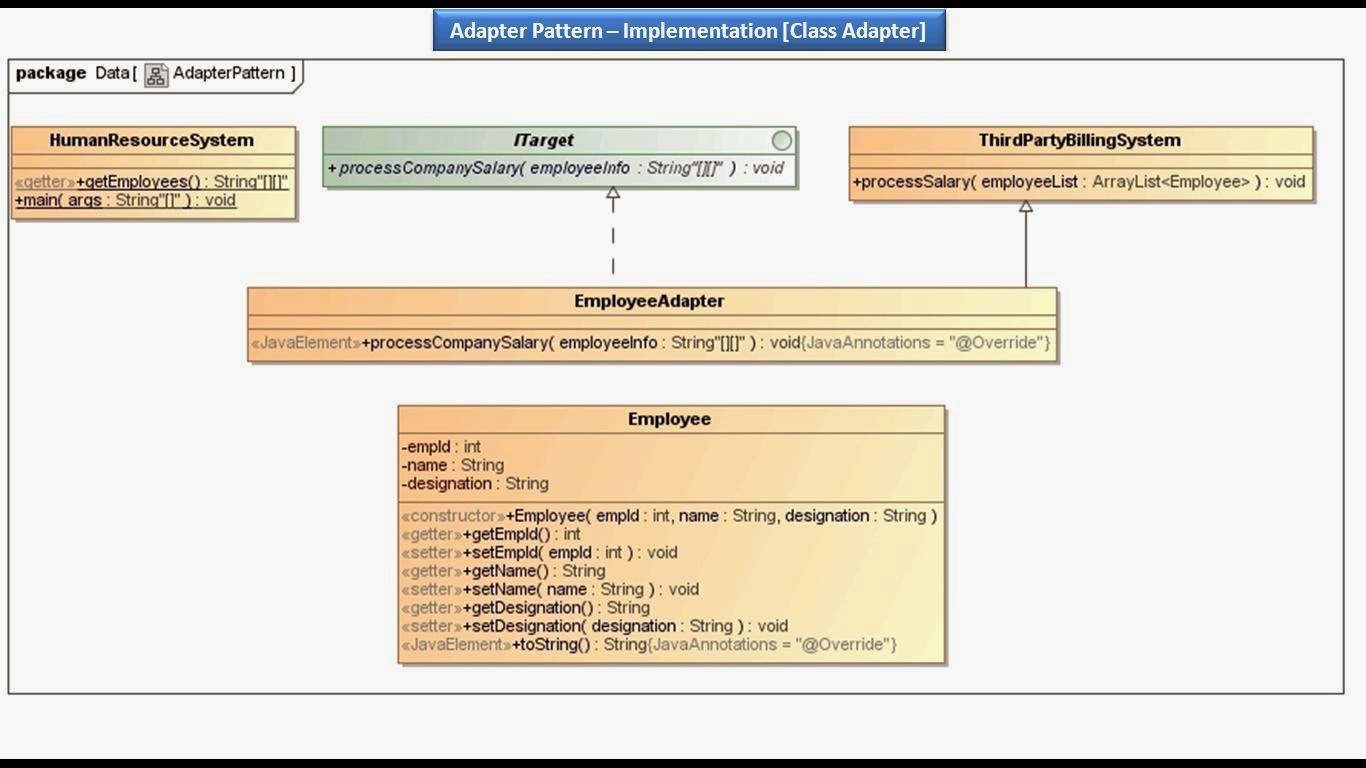 Adapter Pattern – Implementation [Class Adapter]
package Data [ AdapterPattern ]
HumanResourceSystem
«getter»+getEmployees() : String"[][]"
+main( args : String"[]" ) : void
ITarget
+processCompanySalary( employeeInfo : String"[][]" ) : void
ThirdPartyBillingSystem
+processSalary( employeeList : ArrayList<Employee> ) : void
EmployeeAdapter
«JavaElement»+processCompanySalary( employeeInfo : String"[][]" ) : void{JavaAnnotations = "@Override"}
Employee
-empId : int
-name : String
-designation : String
«constructor»+Employee( empId : int, name : String, designation : String )
«getter»+getEmpId() : int
«setter»+setEmpId( empId : int ) : void
«getter»+getName() : String
«setter»+setName( name : String ) : void
«getter»+getDesignation() : String
«setter»+setDesignation( designation : String ) : void
«JavaElement»+toString() : String{JavaAnnotations = "@Override"}